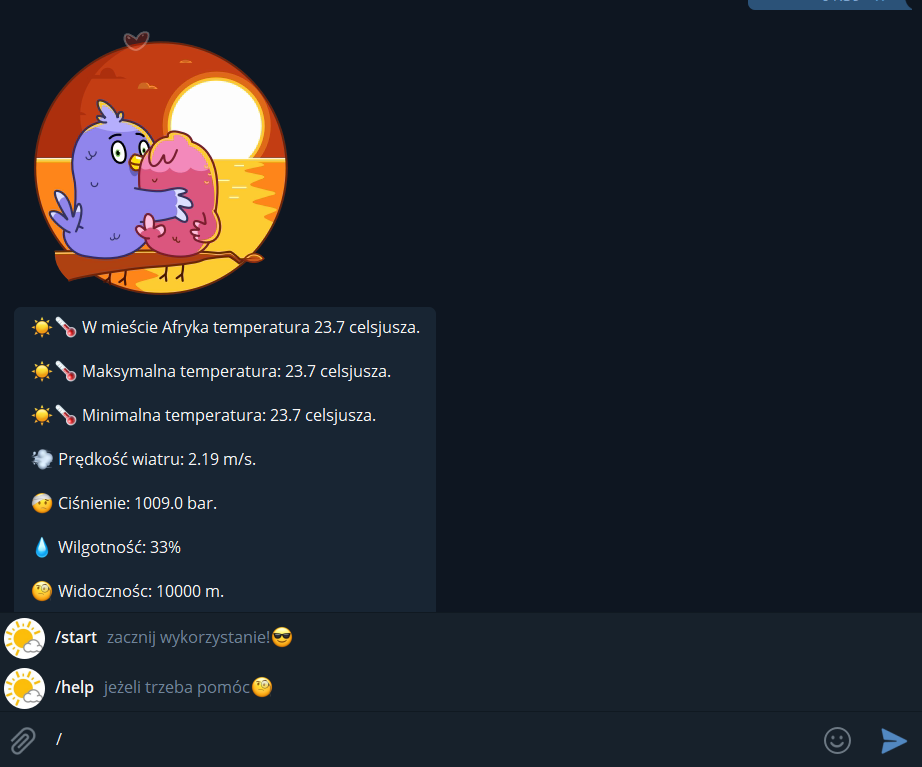 ☀️🌡️ W mieście Afryka temperatura 23.7 celsjusza.
☀️🌡️ Maksymalna temperatura: 23.7 celsjusza.
☀️🌡️ Minimalna temperatura: 23.7 celsjusza.
💨 Prędkość wiatru: 2.19 m/s.
🤕 Ciśnienie: 1009.0 bar.
💧 Wilgotność: 33%
🧐 Widocznośc: 10000 m.
/start zacznij wykorzystanie!😎
/help jeżeli trzeba pomóc🧐
/